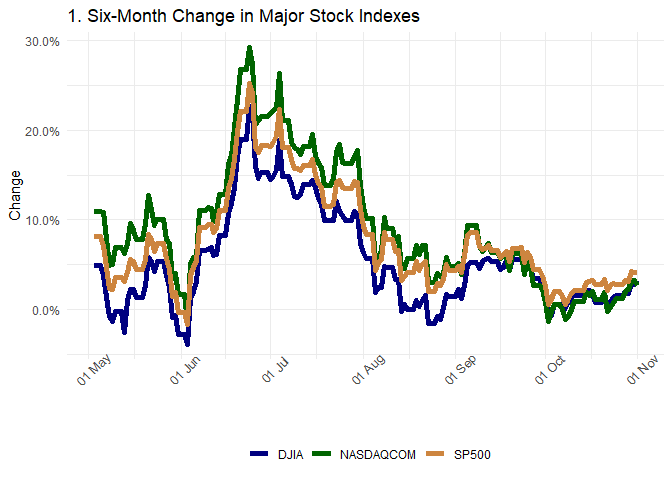 1. Six-Month Change in Major Stock Indexes
30.0%
20.0%
10.0%
0.0%
Change
01 May
01 Jun
01 Jul
01 Aug
01 Sep
01 Oct
01 Nov
DJIA
NASDAQCOM
SP500